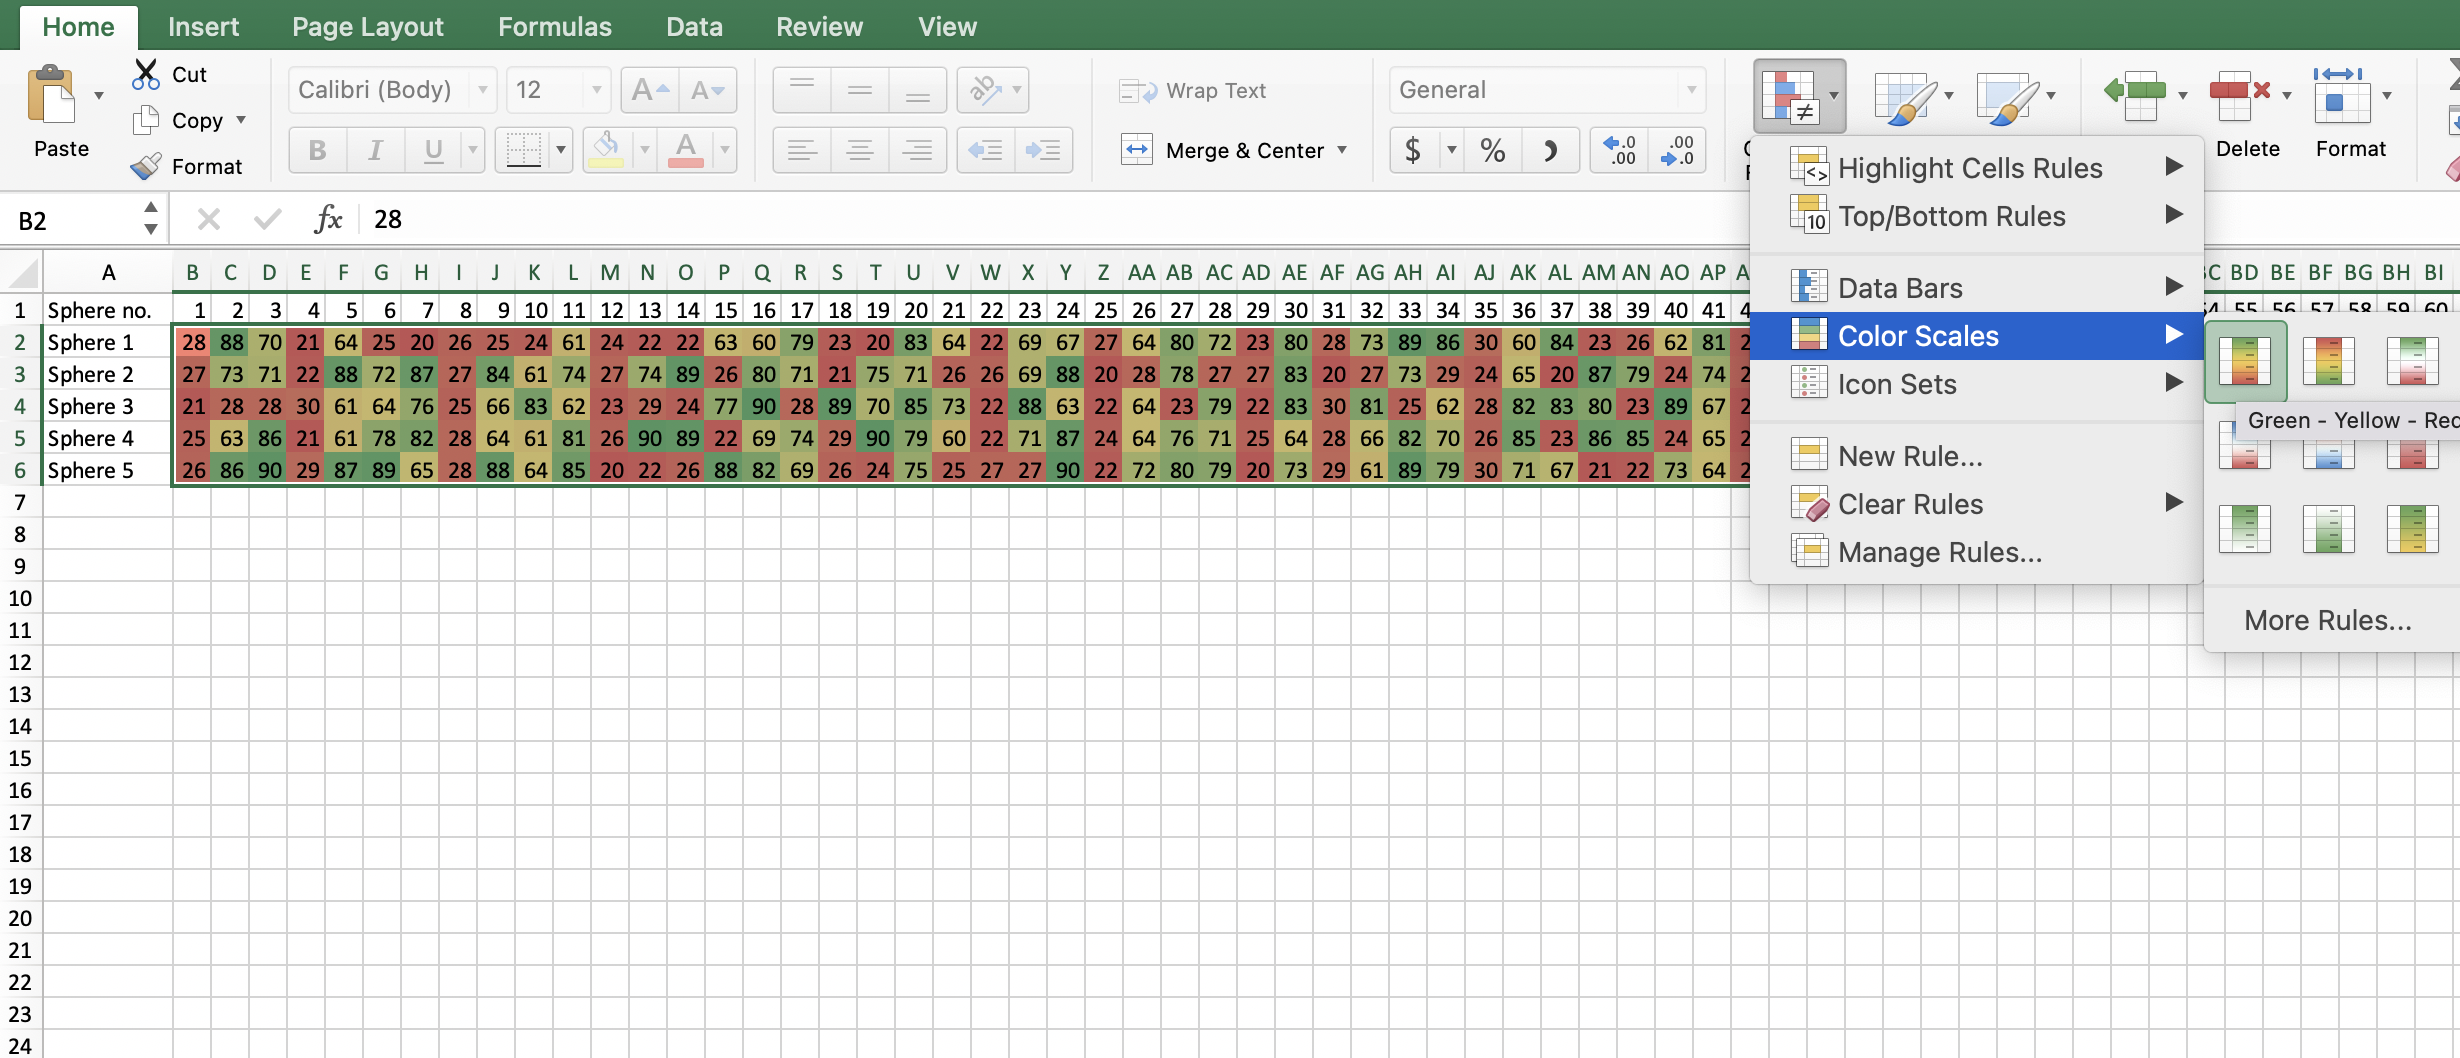 Home Insert Page Layout Formulas Data Review View
Cut
Calibri (Body) 12 A A Wrap Text General
Copy
Paste B I U A Merge & Center $ % .0 .00 .00 .0 Delete Format
Format
B2 fx 28
A B C D E F G H I J K L M N O P Q R S T U V W X Y Z AA AB AC AD AE AF AG AH AI AJ AK AL AM AN AO AP BD BE BF BG BH BI
1 Sphere no. 1 2 3 4 5 6 7 8 9 10 11 12 13 14 15 16 17 18 19 20 21 22 23 24 25 26 27 28 29 30 31 32 33 34 35 36 37 38 39 40 41 55 56 57 58 59 60
2 Sphere 1 28 88 70 21 64 25 20 26 25 24 61 24 22 22 63 60 79 23 20 83 64 22 69 67 27 64 80 72 23 80 28 73 89 86 30 60 84 23 26 62 81
3 Sphere 2 27 73 71 22 88 72 87 27 84 61 74 27 74 89 26 80 71 21 75 71 26 26 69 88 20 28 78 27 27 83 20 27 73 29 24 65 20 87 79 24 74
4 Sphere 3 21 28 28 30 61 64 76 25 66 83 62 23 29 24 77 90 28 89 70 85 73 22 88 63 22 64 23 79 22 83 30 81 25 62 28 82 83 80 23 89 67
5 Sphere 4 25 63 86 21 61 78 82 28 64 61 81 26 90 89 22 69 74 29 90 79 60 22 71 87 24 64 76 71 25 64 28 66 82 70 26 85 23 86 85 24 65
6 Sphere 5 26 86 90 29 87 89 65 28 88 64 85 20 22 26 88 82 69 26 24 75 25 27 27 90 22 72 80 79 20 73 29 61 89 79 30 71 67 21 22 73 64
7
8
9
10
11
12
13
14
15
16
17
18
19
20
21
22
23
24
Highlight Cells Rules
Top/Bottom Rules
10
Data Bars
Color Scales
Icon Sets
New Rule...
Clear Rules
Manage Rules...
Green - Yellow - Red
More Rules...